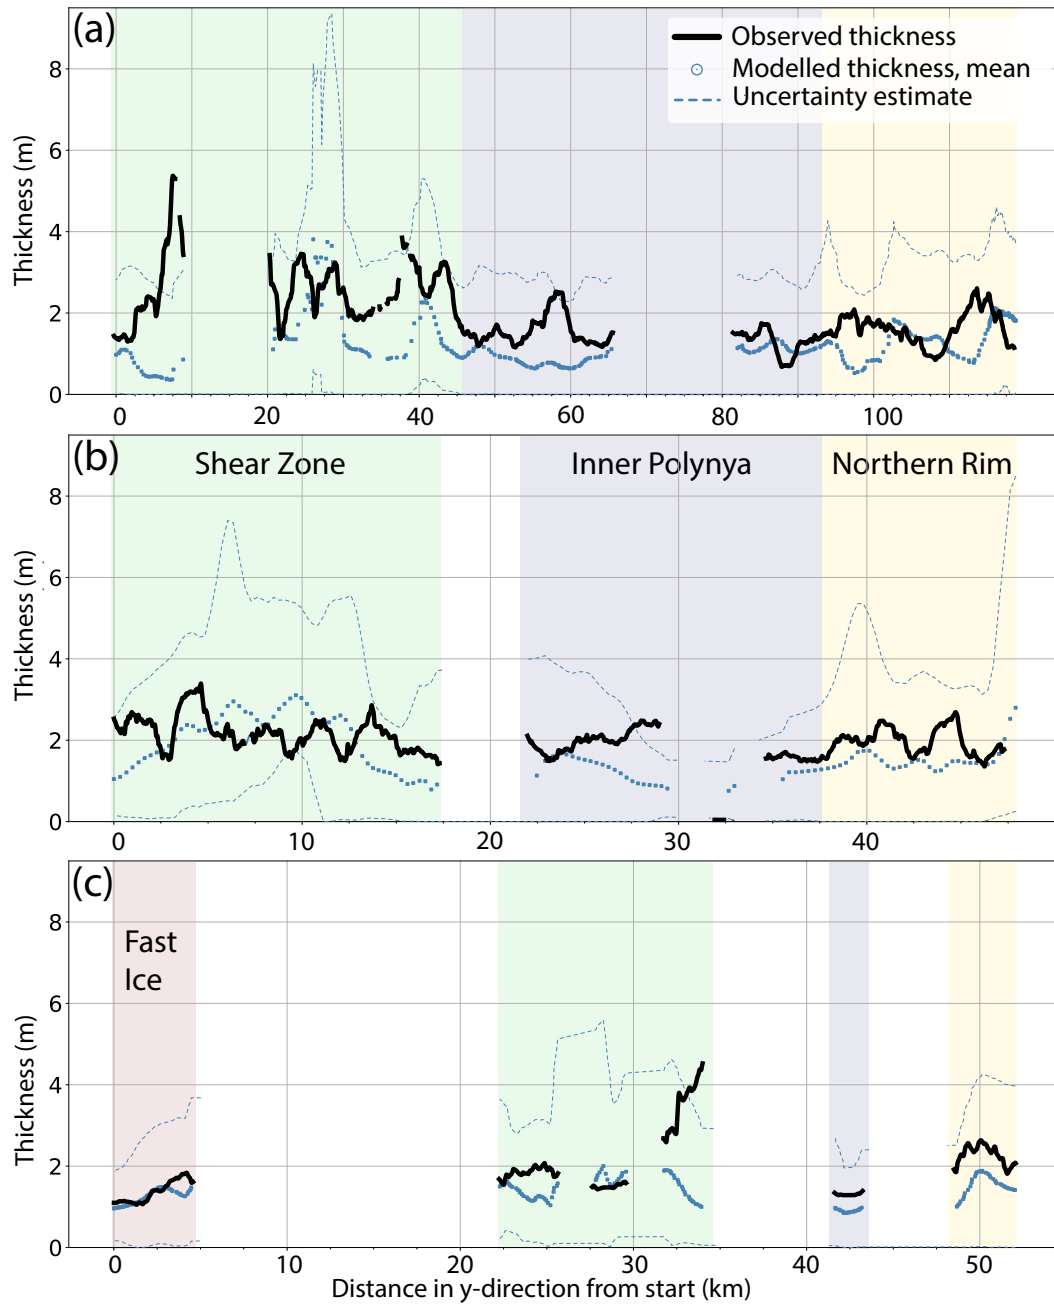 (a)
Observed thickness
Modelled thickness, mean
Uncertainty estimate
Thickness (m)
8
6
4
2
0
0 20 40 60 80 100
(b)
Shear Zone Inner Polynya Northern Rim
Thickness (m)
8
6
4
2
0
0 10 20 30 40
(c)
Fast
Ice
Thickness (m)
8
6
4
2
0
0 10 20 30 40 50
Distance in y-direction from start (km)